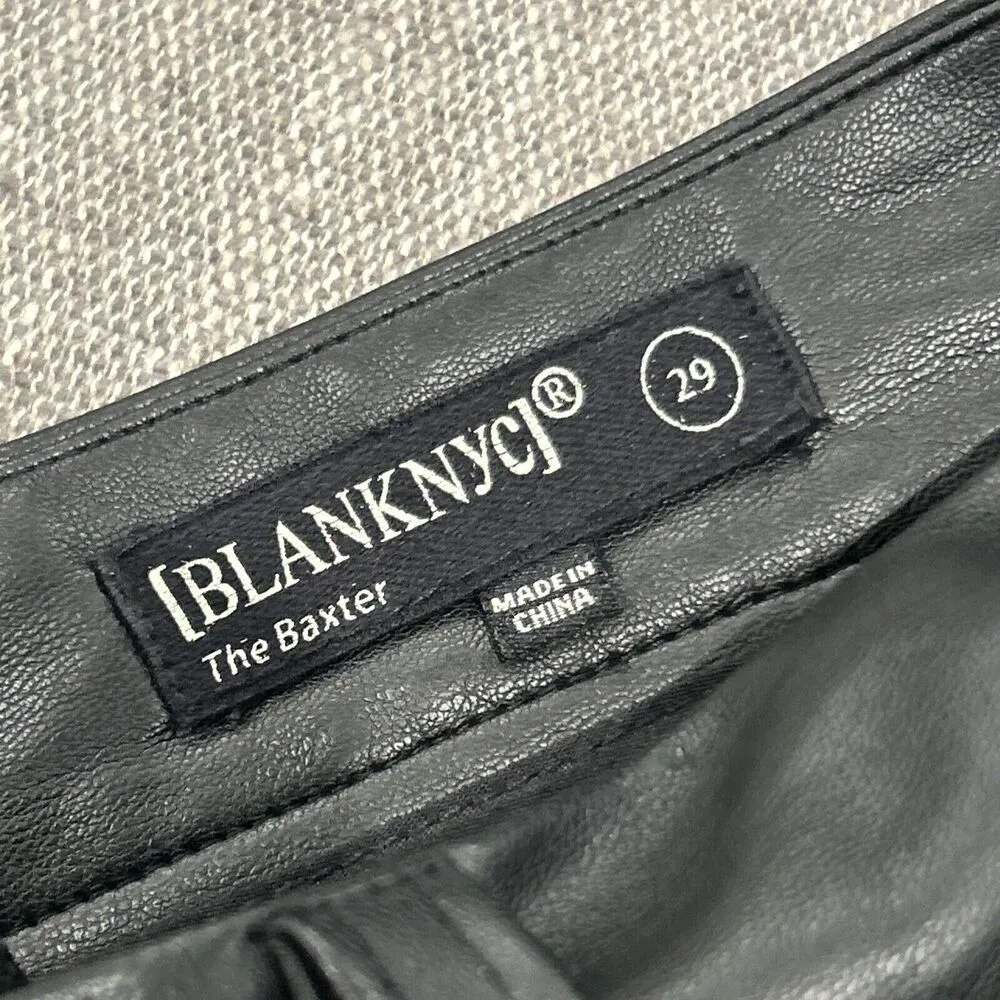 [BLANKNYC]®
29
The Baxter
MADE IN
CHINA